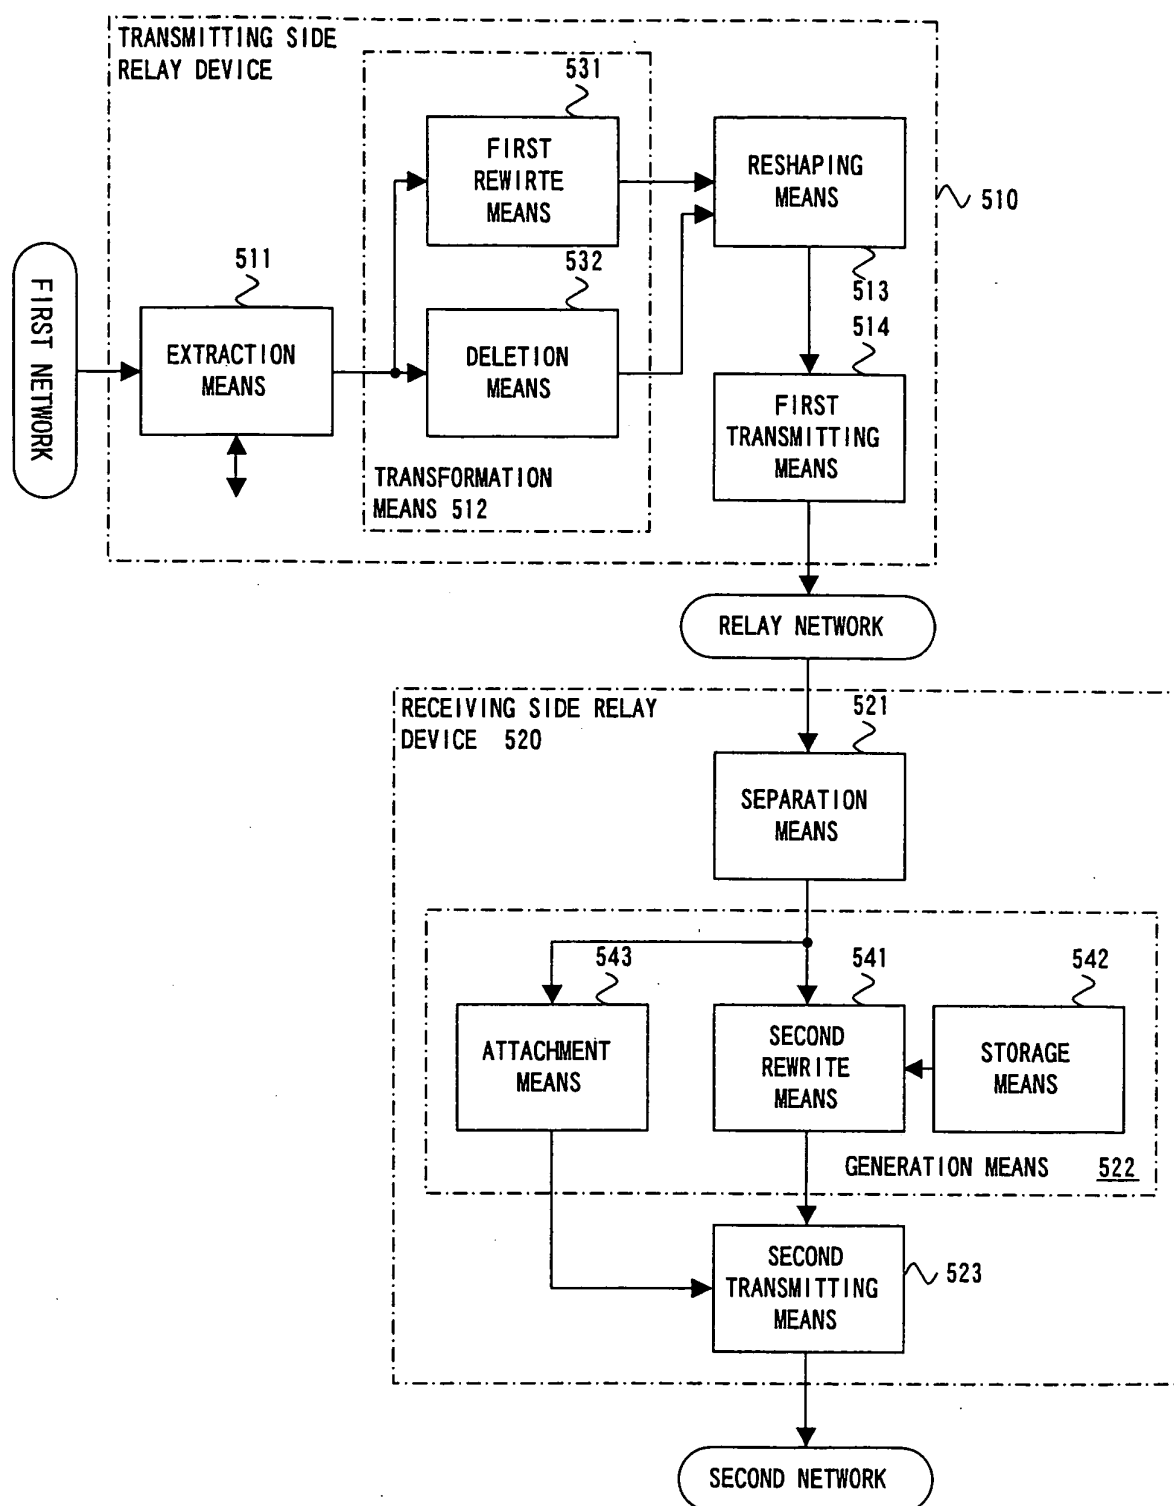 TRANSMITTING SIDE
RELAY DEVICE
531
FIRST
REWIRTE
MEANS
RESHAPING
MEANS
510
511
532
513
FIRST NETWORK
EXTRACTION
MEANS
DELETION
MEANS
514
FIRST
TRANSMITTING
MEANS
TRANSFORMATION
MEANS 512
RELAY NETWORK
RECEIVING SIDE RELAY
DEVICE 520
521
SEPARATION
MEANS
543
541
542
ATTACHMENT
MEANS
SECOND
REWRITE
MEANS
STORAGE
MEANS
GENERATION MEANS 522
SECOND
TRANSMITTING
MEANS
523
SECOND NETWORK